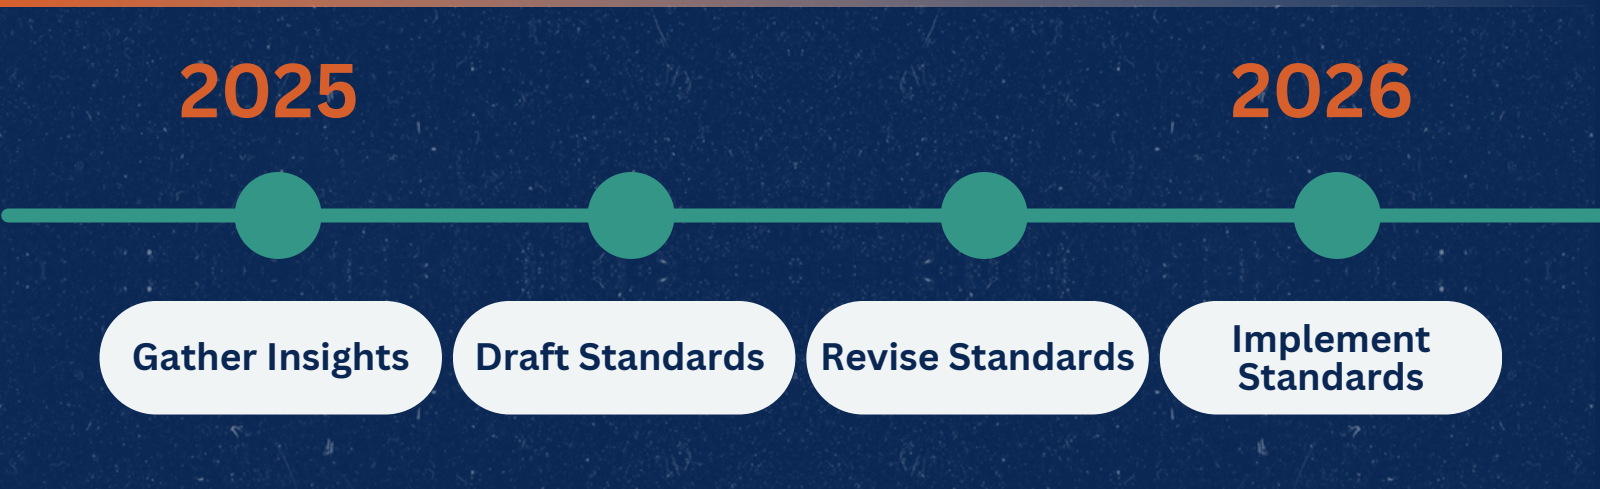 2025
2026
Gather Insights
Draft Standards
Revise Standards
Implement
Standards